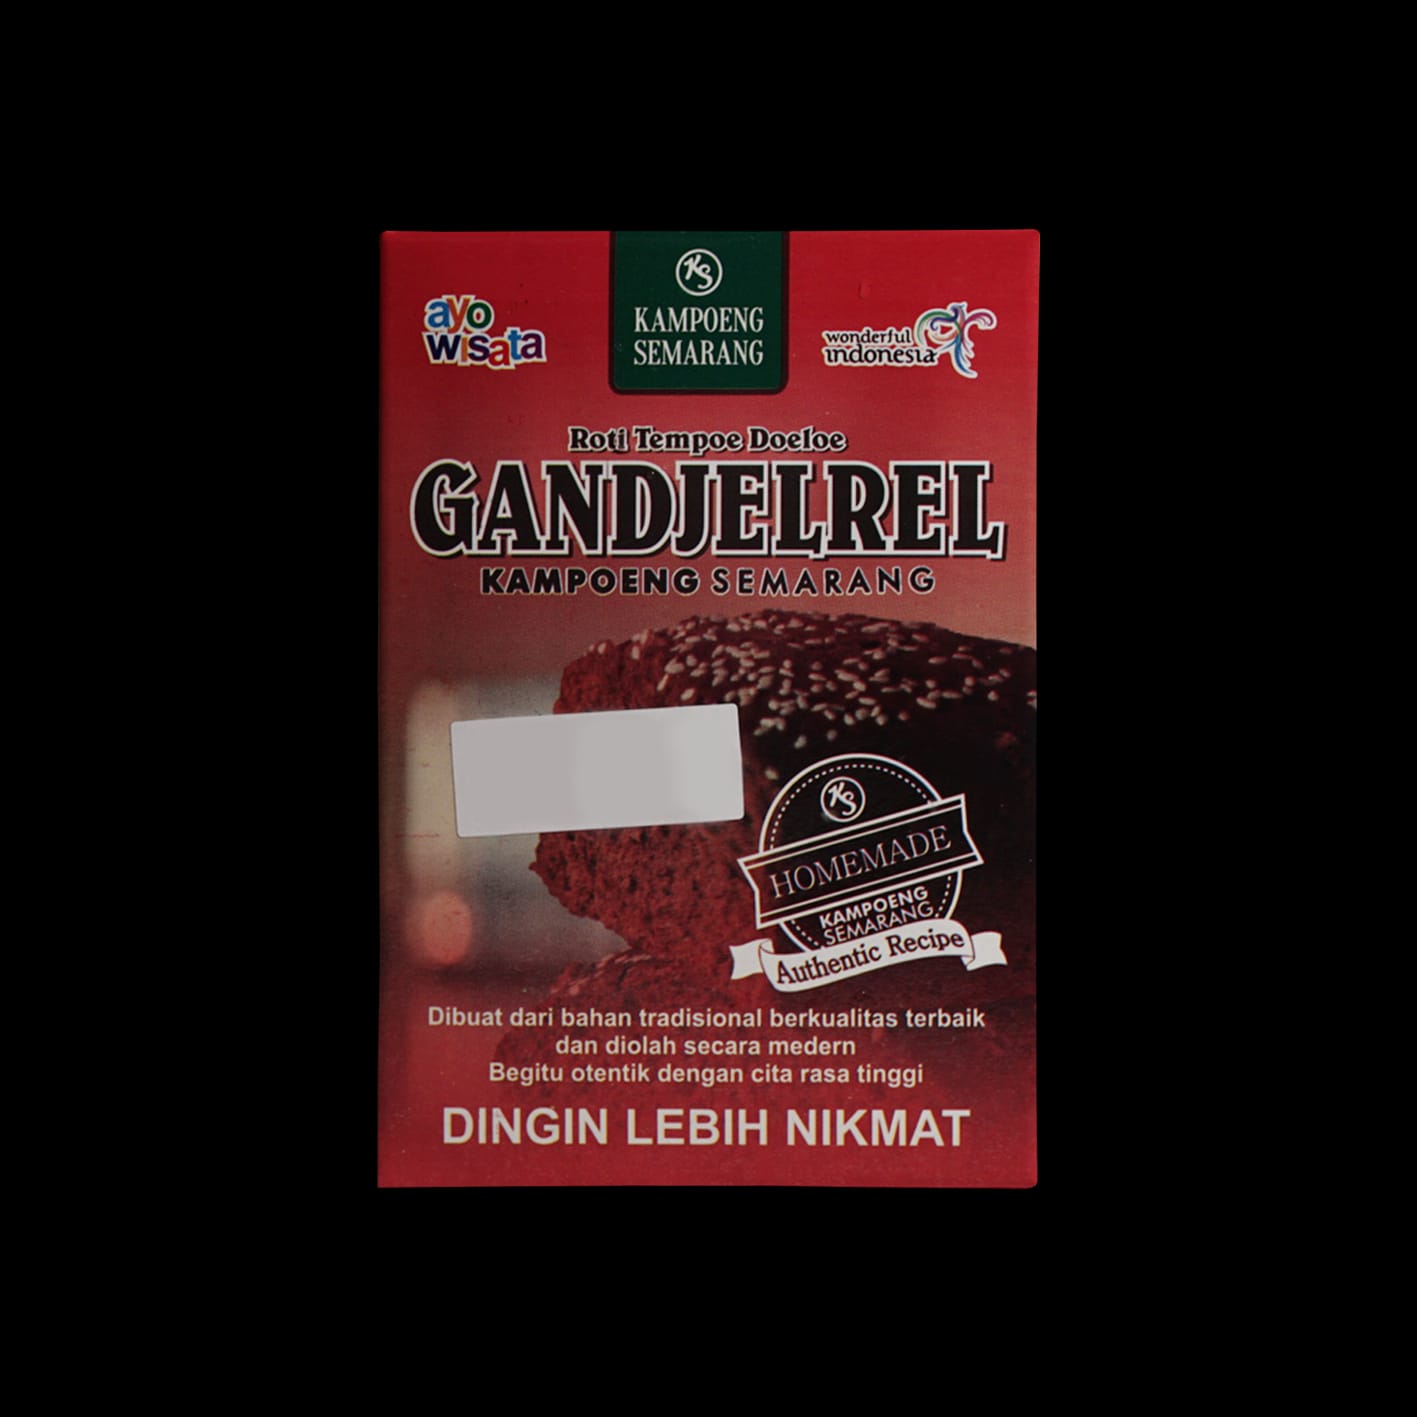 KS
KAMPOENG
SEMARANG
ayo
wisata
wonderful
indonesia
Roti Tempoe Doeloe
GANDJELREL
KAMPOENG SEMARANG
KS
HOMEMADE
KAMPOENG
SEMARANG
Authentic Recipe
Dibuat dari bahan tradisional berkualitas terbaik
dan diolah secara medern
Begitu otentik dengan cita rasa tinggi
DINGIN LEBIH NIKMAT